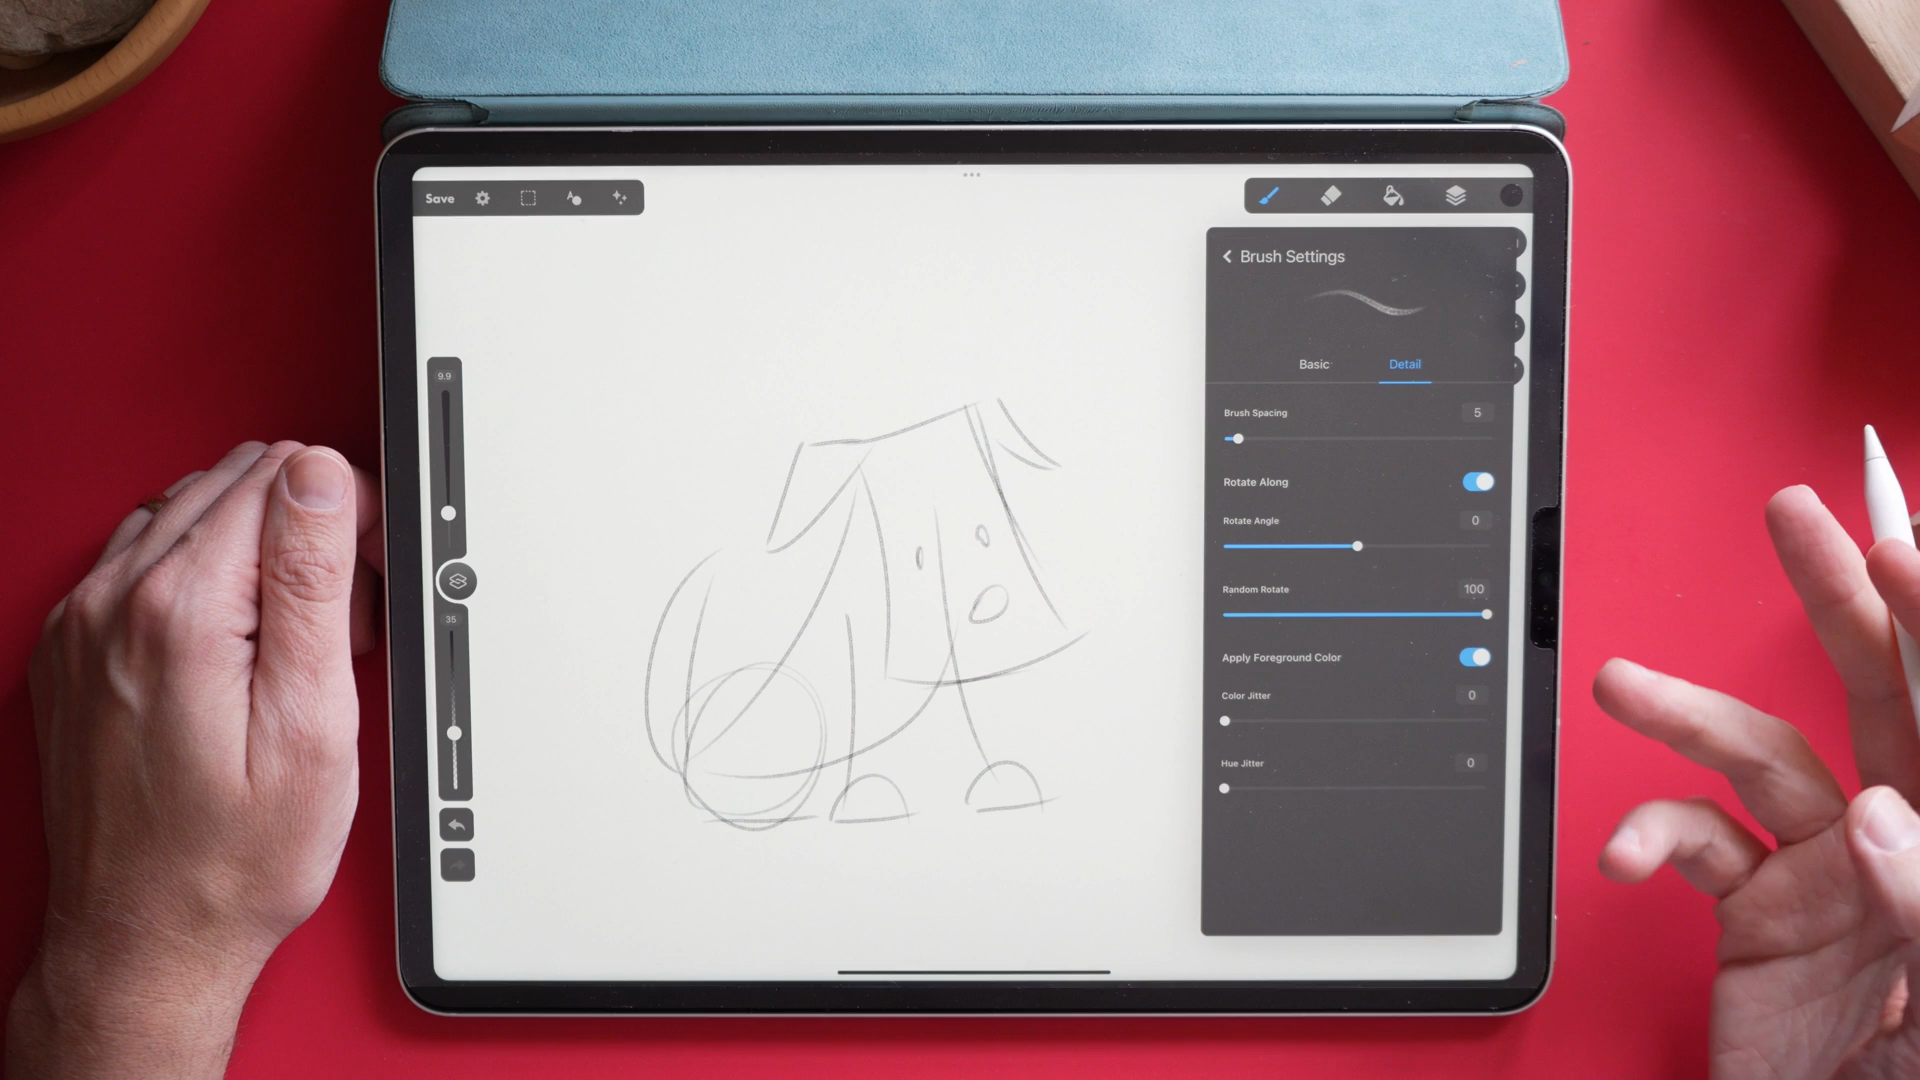 Save
Brush Settings
Basic Detail
9.9
Brush Spacing 5
Rotate Along
Rotate Angle 0
Random Rotate 100
35
Apply Foreground Color
Color Jitter 0
Hue Jitter 0